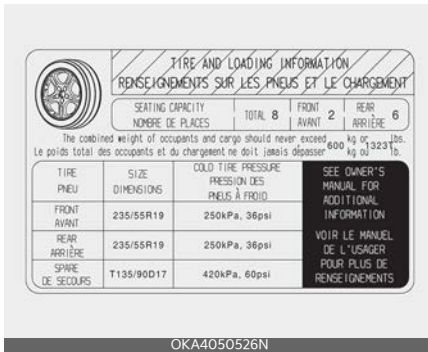 TIRE AND LOADING INFORMATION
RENSEIGNEMENTS SUR LES PNEUS ET LE CHARGEMENT
SEATING CAPACITY
NOMBRE DE PLACES
TOTAL 8
FRONT
AVANT 2
REAR
ARRIÈRE 6
The combined weight of occupants and cargo should never exceed 600 kg or 1323 lbs.
Le poids total des occupants et du chargement ne doit jamais dépasser kg ou lb.
TIRE
PNEU
SIZE
DIMENSIONS
COLD TIRE PRESSURE
PRESSION DES
PNEUS À FROID
FRONT
AVANT
235/55R19
250kPa, 36psi
REAR
ARRIÈRE
235/55R19
250kPa, 36psi
SPARE
DE SECOURS
T135/90D17
420kPa, 60psi
SEE OWNER'S
MANUAL FOR
ADDITIONAL
INFORMATION
VOIR LE MANUEL
DE L'USAGER
POUR PLUS DE
RENSEIGNEMENTS
OKA4050526N